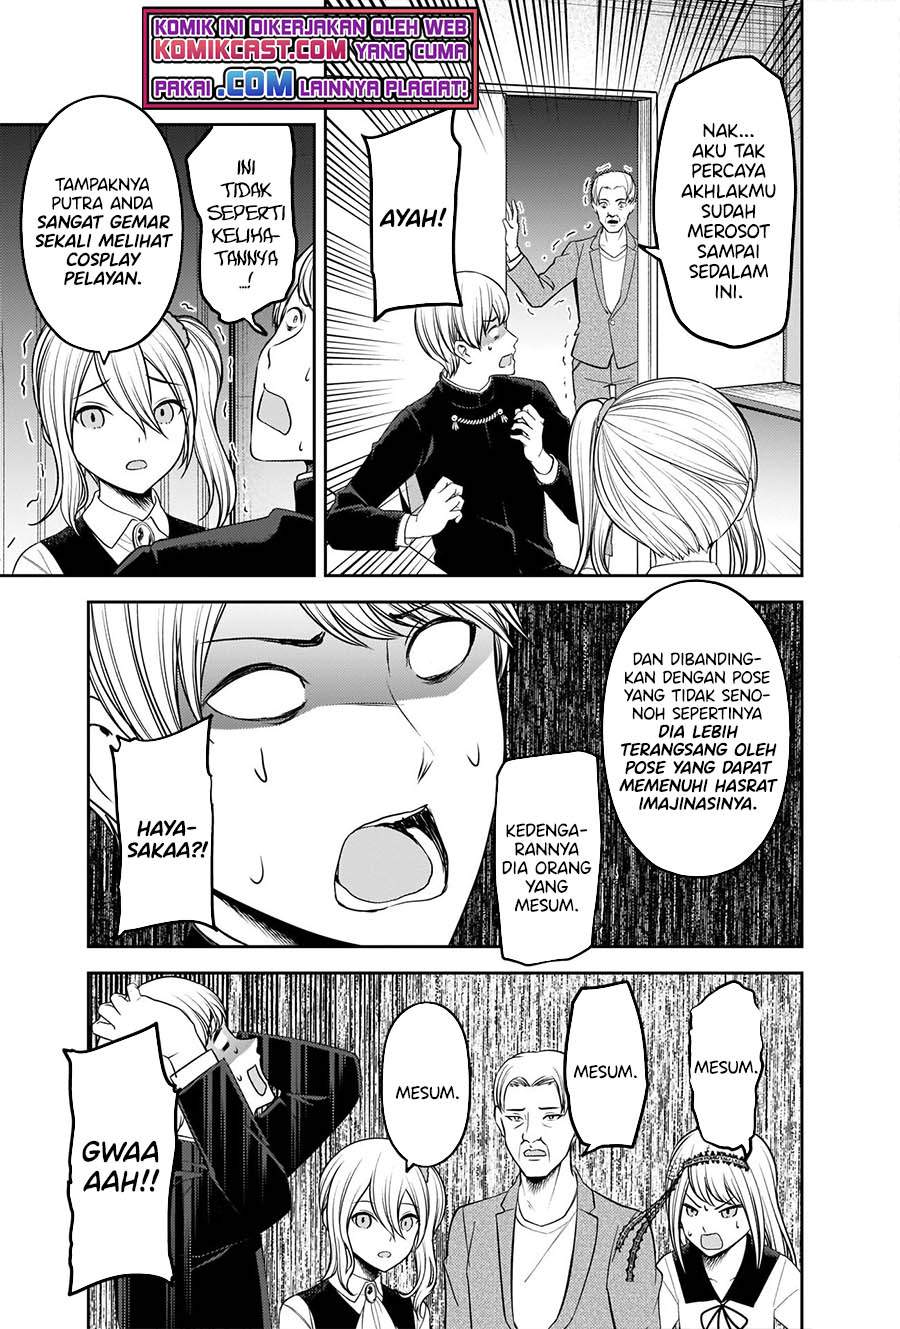 KOMIK INI DIKERJAKAN OLEH WEB
KOMIKCAST.COM YANG CUMA
PAKAI .COM LAINNYA PLAGIAT!
NAK...
AKU TAK
PERCAYA
AKHLAKMU
SUDAH
MEROSOT
SAMPAI
SEDALAM
INI.
AYAH!
INI
TIDAK
SEPERTI
KELIHA-
TANNYA
...!
TAMPAKNYA
PUTRA ANDA
SANGAT GEMAR
SEKALI MELIHAT
COSPLAY
PELAYAN.
DAN DIBANDING-
KAN DENGAN POSE
YANG TIDAK SENO-
NOH SEPERTINYA
DIA LEBIH
TERANGSANG OLEH
POSE YANG DAPAT
MEMENUHI HASRAT
IMAJINASINYA.
KEDENGA-
RANNYA
DIA ORANG
YANG
MESUM.
HAYA-
SAKAA?!
MESUM.
MESUM.
MESUM.
GWAA
AAAH!!